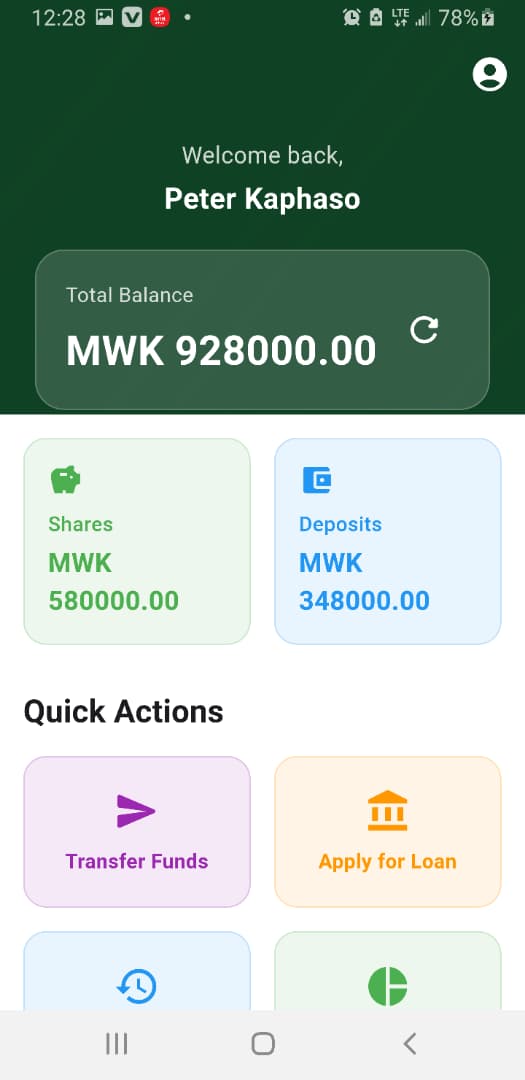 12:28
LTE
78%
Welcome back,
Peter Kaphaso
Total Balance
MWK 928000.00
Shares
MWK
580000.00
Deposits
MWK
348000.00
Quick Actions
Transfer Funds
Apply for Loan